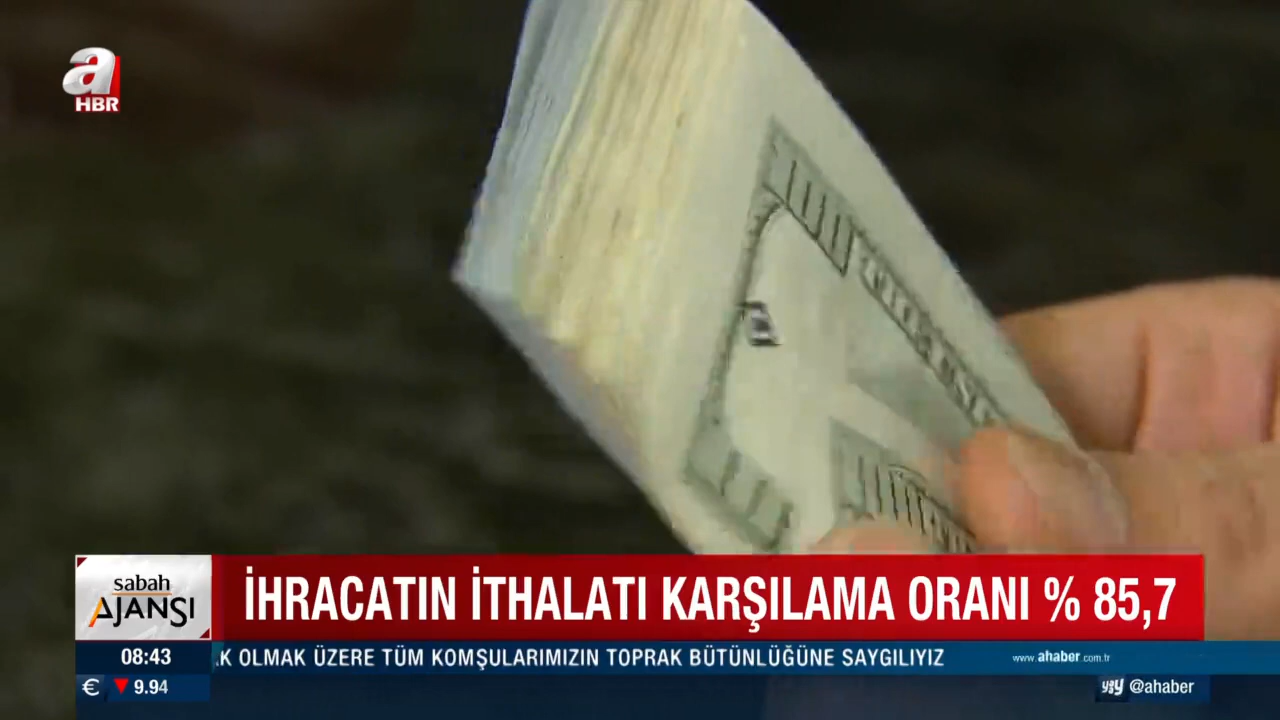 a
HBR
sabah
AJANSI
İHRACATIN İTHALATI KARŞILAMA ORANI % 85,7
08:43
OLMAK ÜZERE TÜM KOMŞULARIMIZIN TOPRAK BÜTÜNLÜĞÜNE SAYGILIYIZ
www.ahaber.com.tr
€ ▼ 9.94
@ahaber